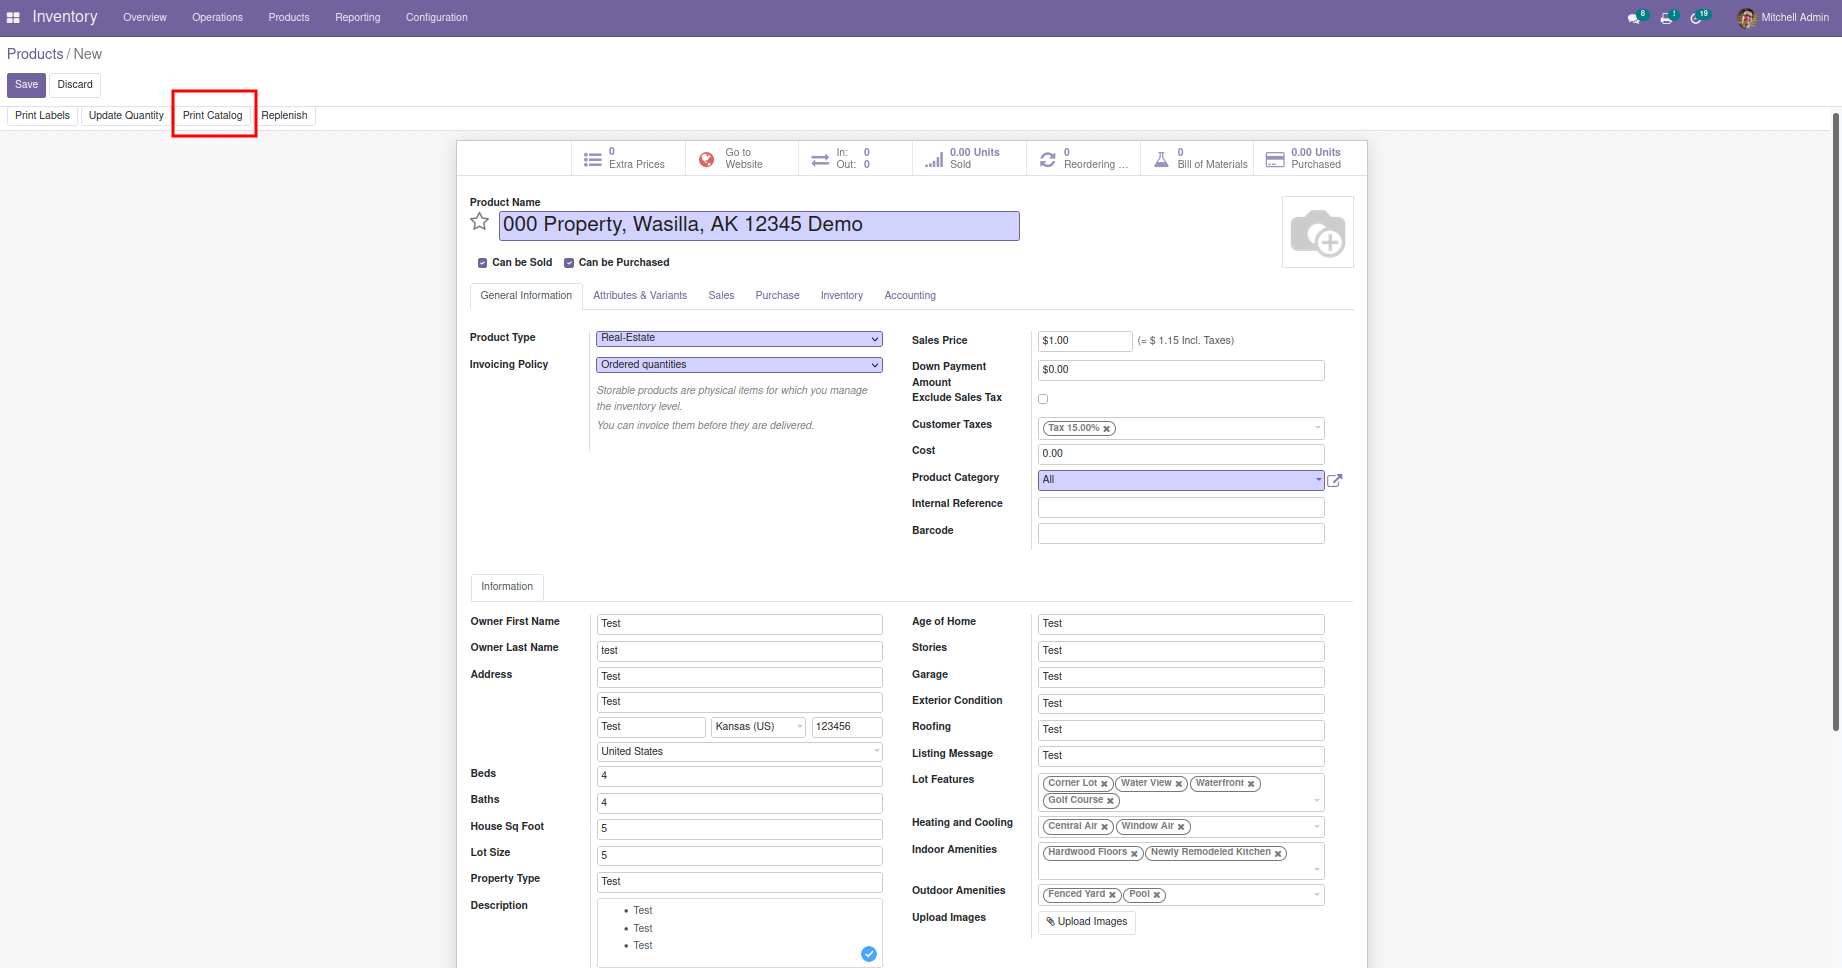 Inventory Overview Operations Products Reporting Configuration 8 ! 19 Mitchell Admin
Products / New
Save Discard
Print Labels Update Quantity Print Catalog Replenish
0 Extra Prices
Go to Website
In: 0
Out: 0
0.00 Units Sold
0 Reordering ...
0 Bill of Materials
0.00 Units Purchased
Product Name
000 Property, Wasilla, AK 12345 Demo
Can be Sold Can be Purchased
General Information Attributes & Variants Sales Purchase Inventory Accounting
Product Type Real-Estate
Invoicing Policy Ordered quantities
Storable products are physical items for which you manage
the inventory level.
You can invoice them before they are delivered.
Sales Price $1.00 (= $ 1.15 Incl. Taxes)
Down Payment
Amount $0.00
Exclude Sales Tax
Customer Taxes Tax 15.00%
Cost 0.00
Product Category All
Internal Reference
Barcode
Information
Owner First Name Test
Owner Last Name test
Address Test
Test
Test Kansas (US) 123456
United States
Beds 4
Baths 4
House Sq Foot 5
Lot Size 5
Property Type Test
Description
• Test
• Test
• Test
Age of Home Test
Stories Test
Garage Test
Exterior Condition Test
Roofing Test
Listing Message Test
Lot Features Corner Lot Water View Waterfront
Golf Course
Heating and Cooling Central Air Window Air
Indoor Amenities Hardwood Floors Newly Remodeled Kitchen
Outdoor Amenities Fenced Yard Pool
Upload Images Upload Images